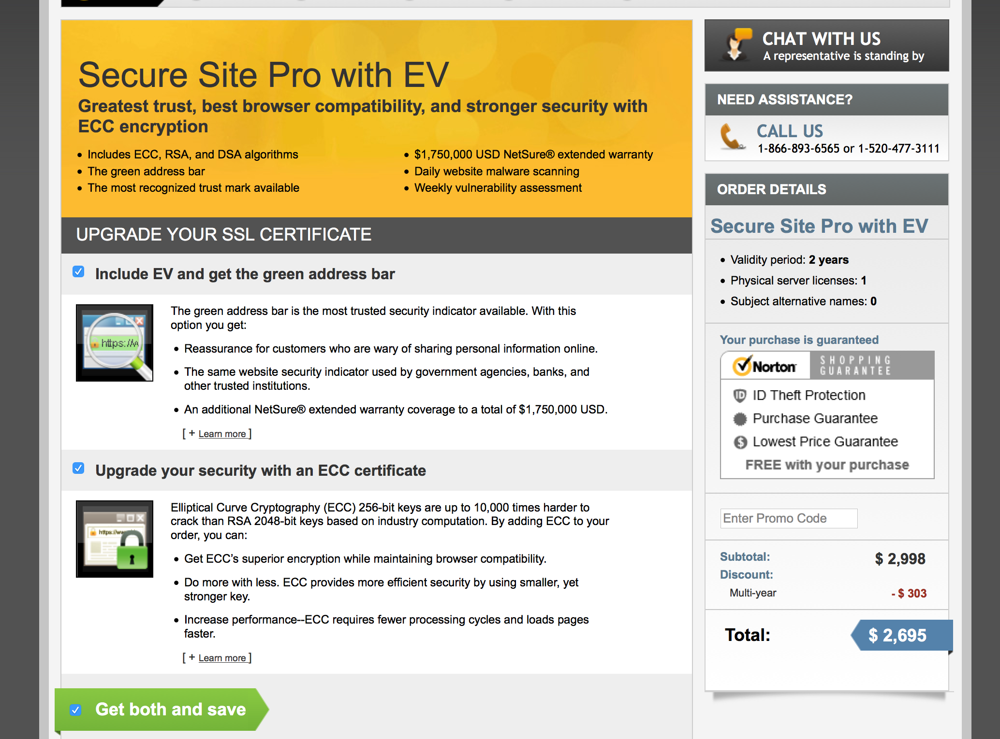 Secure Site Pro with EV
Greatest trust, best browser compatibility, and stronger security with
ECC encryption
• Includes ECC, RSA, and DSA algorithms
• The green address bar
• The most recognized trust mark available
• $1,750,000 USD NetSure® extended warranty
• Daily website malware scanning
• Weekly vulnerability assessment
UPGRADE YOUR SSL CERTIFICATE
Include EV and get the green address bar
https://w
The green address bar is the most trusted security indicator available. With this
option you get:
• Reassurance for customers who are wary of sharing personal information online.
• The same website security indicator used by government agencies, banks, and
other trusted institutions.
• An additional NetSure® extended warranty coverage to a total of $1,750,000 USD.
[ + Learn more ]
Upgrade your security with an ECC certificate
https://ww
Elliptical Curve Cryptography (ECC) 256-bit keys are up to 10,000 times harder to
crack than RSA 2048-bit keys based on industry computation. By adding ECC to your
order, you can:
• Get ECC’s superior encryption while maintaining browser compatibility.
• Do more with less. ECC provides more efficient security by using smaller, yet
stronger key.
• Increase performance--ECC requires fewer processing cycles and loads pages
faster.
[ + Learn more ]
Get both and save
CHAT WITH US
A representative is standing by
NEED ASSISTANCE?
CALL US
1-866-893-6565 or 1-520-477-3111
ORDER DETAILS
Secure Site Pro with EV
• Validity period: 2 years
• Physical server licenses: 1
• Subject alternative names: 0
Your purchase is guaranteed
Norton
SHOPPING
GUARANTEE
ID ID Theft Protection
Purchase Guarantee
$ Lowest Price Guarantee
FREE with your purchase
Enter Promo Code
Subtotal: $ 2,998
Discount:
Multi-year - $ 303
Total: $ 2,695